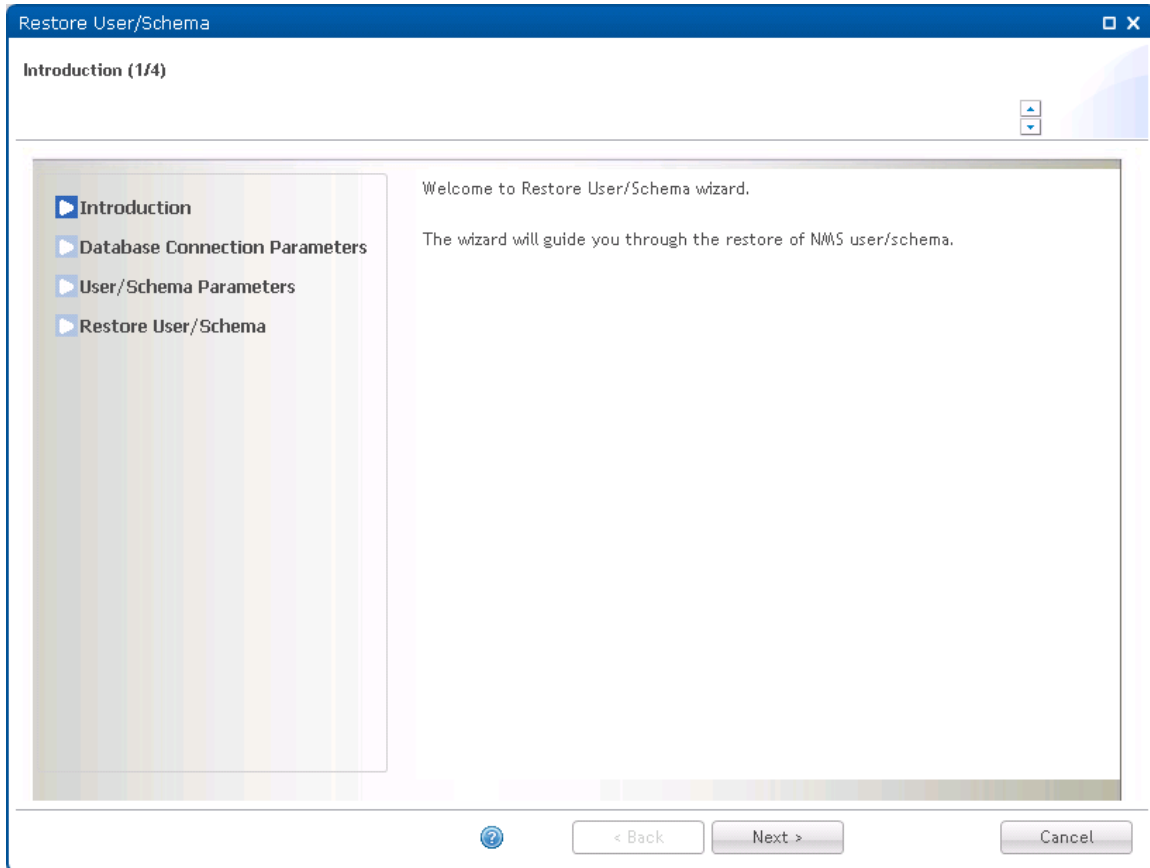 Restore User/Schema
Introduction (1/4)
Introduction
Database Connection Parameters
User/Schema Parameters
Restore User/Schema
Welcome to Restore User/Schema wizard.
The wizard will guide you through the restore of NMS user/schema.
?
< Back
Next >
Cancel